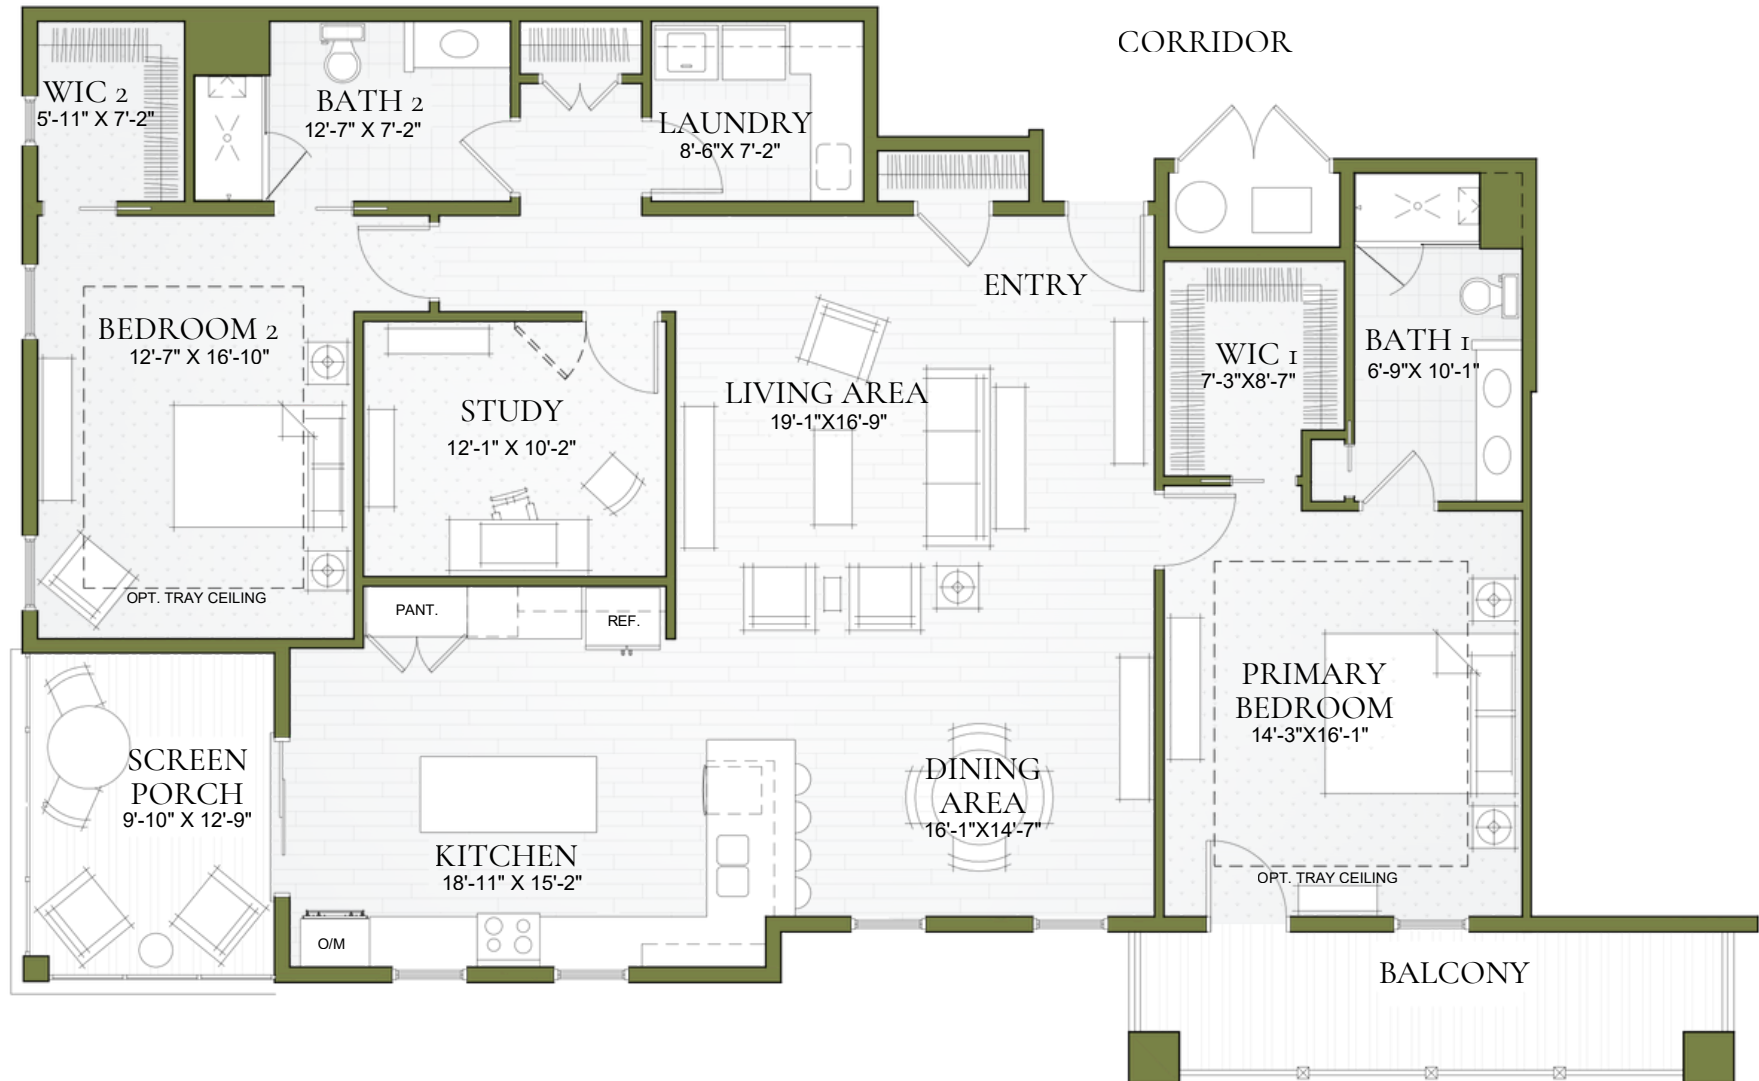 CORRIDOR
WIC 2
5'-11" X 7'-2"
BATH 2
12'-7" X 7'-2"
LAUNDRY
8'-6"X 7'-2"
ENTRY
BEDROOM 2
12'-7" X 16'-10"
OPT. TRAY CEILING
STUDY
12'-1" X 10'-2"
LIVING AREA
19'-1"X16'-9"
WIC 1
7'-3"X8'-7"
BATH 1
6'-9"X 10'-1"
PANT.
REF.
PRIMARY
BEDROOM
14'-3"X16'-1"
OPT. TRAY CEILING
SCREEN
PORCH
9'-10" X 12'-9"
KITCHEN
18'-11" X 15'-2"
DINING
AREA
16'-1"X14'-7"
O/M
BALCONY